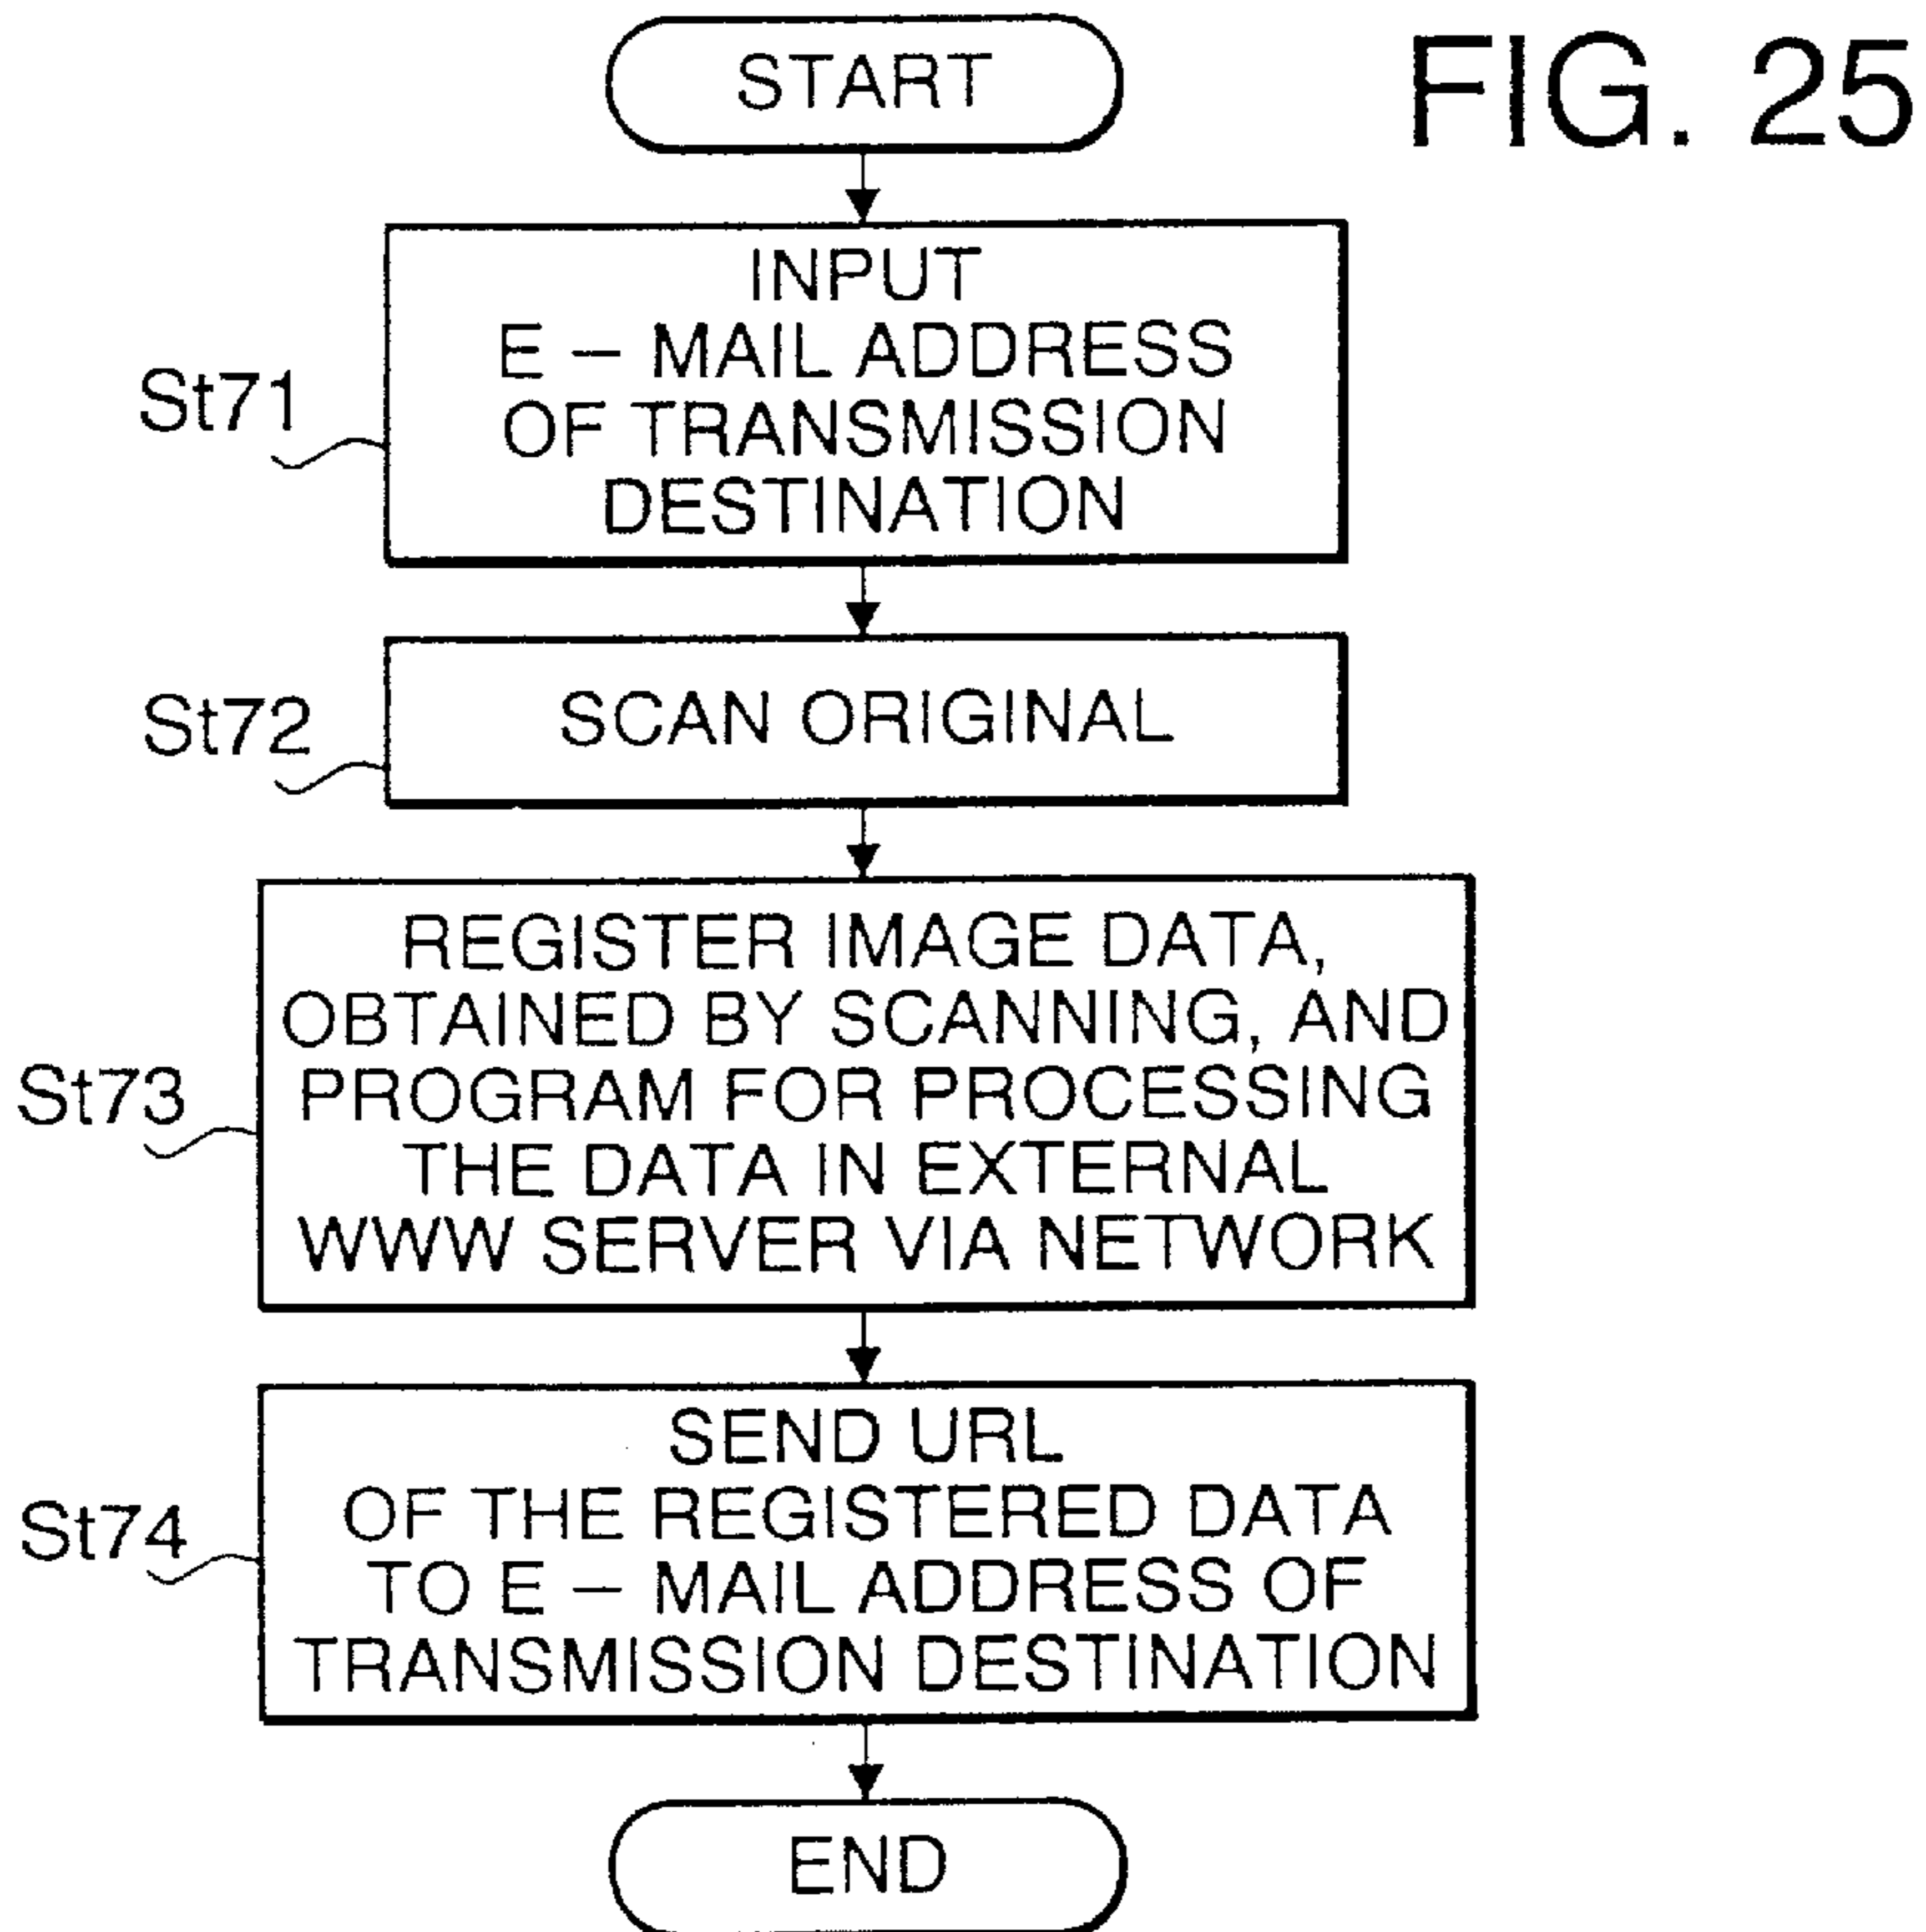 START
FIG. 25
INPUT
E – MAIL ADDRESS
OF TRANSMISSION
DESTINATION
St71
SCAN ORIGINAL
St72
REGISTER IMAGE DATA,
OBTAINED BY SCANNING, AND
PROGRAM FOR PROCESSING
THE DATA IN EXTERNAL
WWW SERVER VIA NETWORK
St73
SEND URL
OF THE REGISTERED DATA
TO E – MAIL ADDRESS OF
TRANSMISSION DESTINATION
St74
END